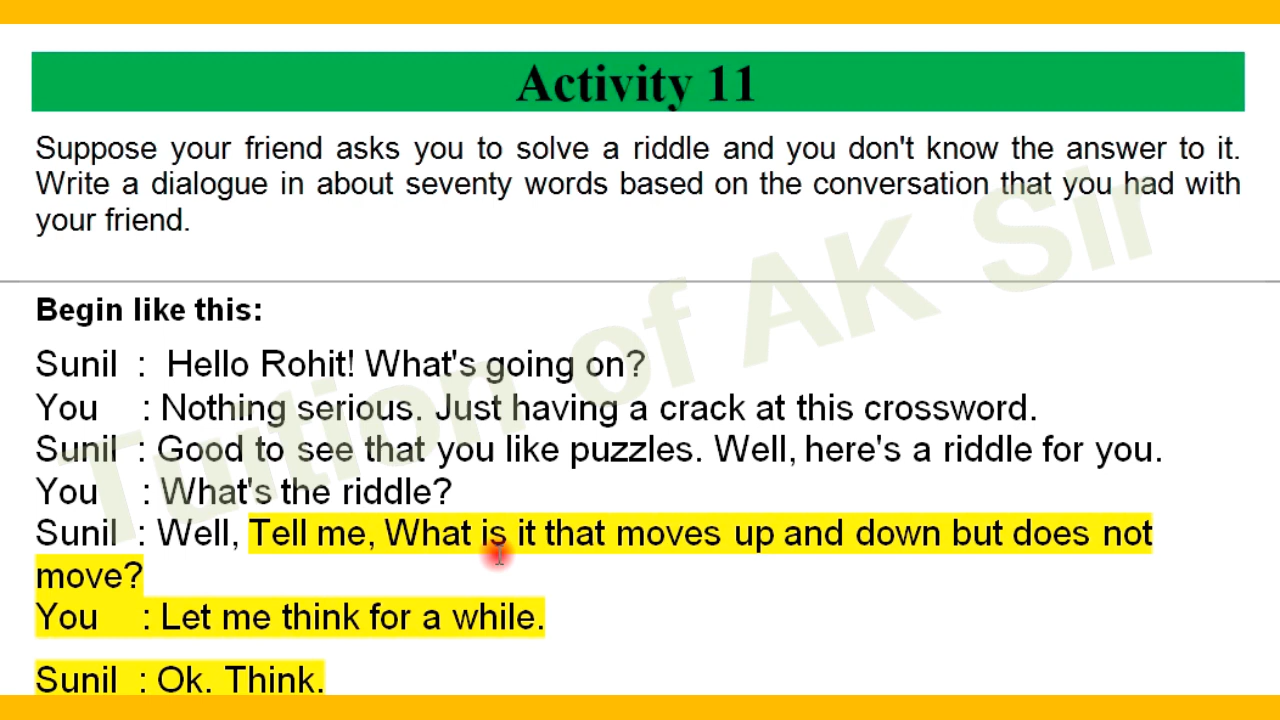 Activity 11
Suppose your friend asks you to solve a riddle and you don't know the answer to it.
Write a dialogue in about seventy words based on the conversation that you had with
your friend.
Begin like this:
Sunil : Hello Rohit! What's going on?
You : Nothing serious. Just having a crack at this crossword.
Sunil : Good to see that you like puzzles. Well, here's a riddle for you.
You : What's the riddle?
Sunil : Well, Tell me, What is it that moves up and down but does not
move?
You : Let me think for a while.
Sunil : Ok. Think.
Tution of AK Sir